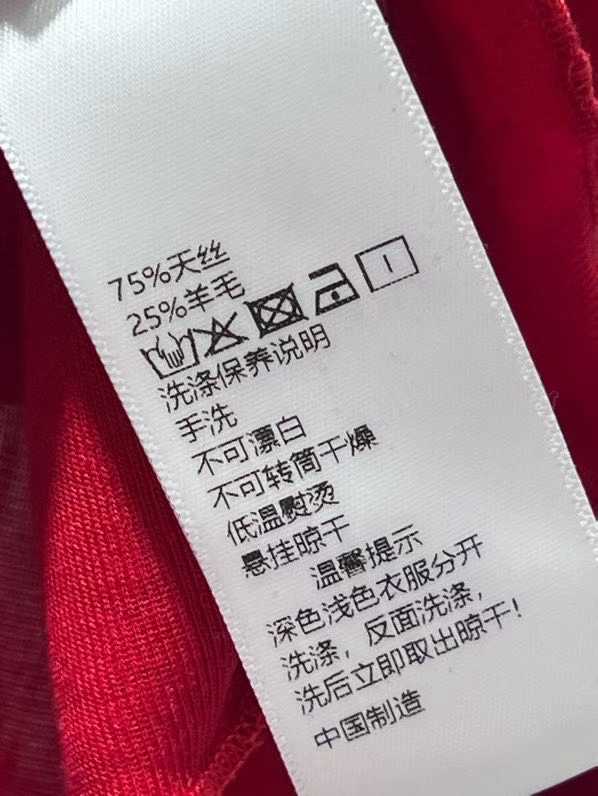 75%天丝
25%羊毛
洗涤保养说明
手洗
不可漂白
不可转筒干燥
低温熨烫
悬挂晾干
温馨提示
深色浅色衣服分开
洗涤，反面洗涤，
洗后立即取出晾干！
中国制造